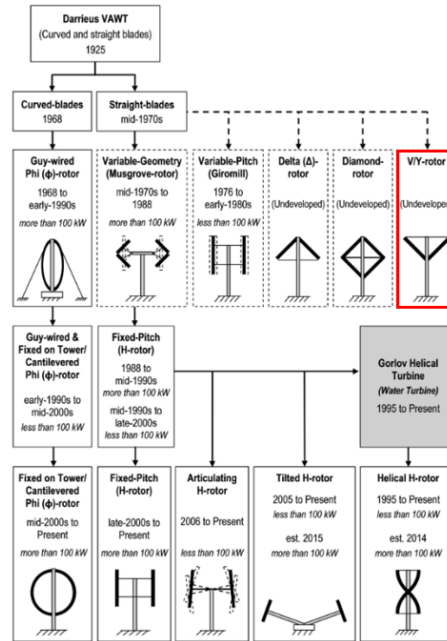 Darrieus VAWT
(Curved and straight blades)
1925
Curved-blades
1968
Straight-blades
mid-1970s
Guy-wired
Phi (ϕ)-rotor
1968 to
early-1990s
more than 100 kW
Variable-Geometry
(Musgrove-rotor)
mid-1970s to
1988
more than 100 kW
Variable-Pitch
(Giromill)
1976 to
early-1980s
less than 100 kW
Delta (Δ)-
rotor
(Undeveloped)
Diamond-
rotor
(Undeveloped)
V/Y-rotor
(Undeveloped)
Guy-wired &
Fixed on Tower/
Cantilevered
Phi (ϕ)-rotor
early-1990s to
mid-2000s
less than 100 kW
Fixed-Pitch
(H-rotor)
1988 to
mid-1990s
more than 100 kW
mid-1990s to
late-2000s
less than 100 kW
Gorlov Helical
Turbine
(Water Turbine)
1995 to Present
Fixed on Tower/
Cantilevered
Phi (ϕ)-rotor
mid-2000s to
Present
more than 100 kW
Fixed-Pitch
(H-rotor)
late-2000s to
Present
more than 100 kW
Articulating
H-rotor
2006 to Present
less than 100 kW
Tilted H-rotor
2005 to Present
less than 100 kW
est. 2015
more than 100 kW
Helical H-rotor
1995 to Present
less than 100 kW
est. 2014
more than 100 kW